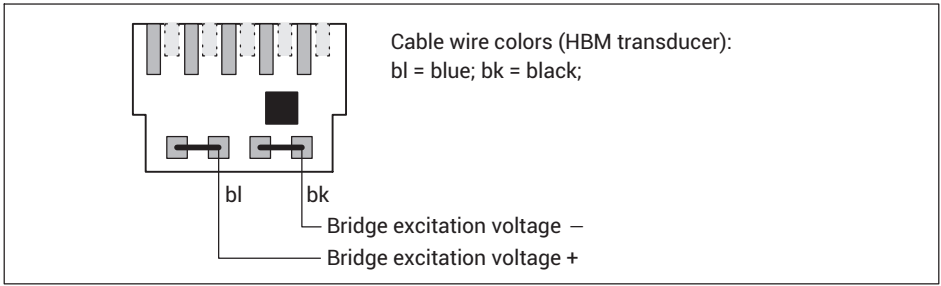 Cable wire colors (HBM transducer):
bl = blue; bk = black;
bl
bk
Bridge excitation voltage −
Bridge excitation voltage +